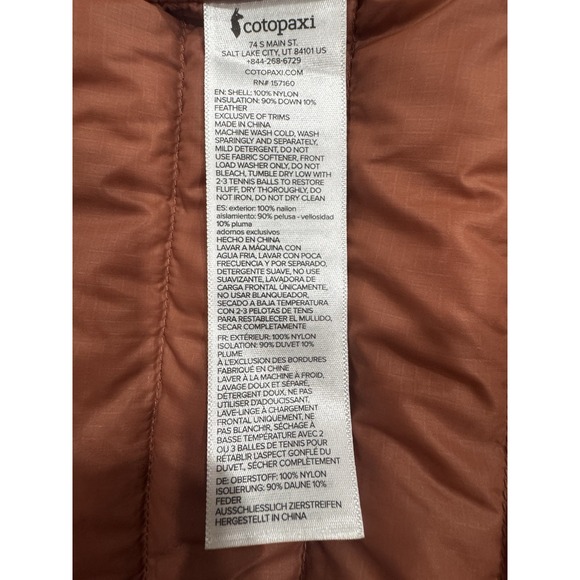 cotopaxi
74 S MAIN ST.
SALT LAKE CITY, UT 84101 US
+844-268-6729
COTOPAXI.COM
RN# 157160
EN: SHELL: 100% NYLON
INSULATION: 90% DOWN 10%
FEATHER
EXCLUSIVE OF TRIMS
MADE IN CHINA
MACHINE WASH COLD, WASH
SPARINGLY AND SEPARATELY,
MILD DETERGENT, DO NOT
USE FABRIC SOFTENER, FRONT
LOAD WASHER ONLY, DO NOT
BLEACH, TUMBLE DRY LOW WITH
2-3 TENNIS BALLS TO RESTORE
FLUFF, DRY THOROUGHLY, DO
NOT IRON, DO NOT DRY CLEAN
ES: exterior: 100% nailon
aislamiento: 90% pelusa - vellosidad
10% pluma
adornos exclusivos
HECHO EN CHINA
LAVAR A MÁQUINA CON
AGUA FRIA, LAVAR CON POCA
FRECUENCIA Y POR SEPARADO,
DETERGENTE SUAVE, NO USE
SUAVIZANTE, LAVADORA DE
CARGA FRONTAL ÚNICAMENTE,
NO USAR BLANQUEADOR,
SECADO A BAJA TEMPERATURA
CON 2-3 PELOTAS DE TENIS
PARA RESTABLECER EL MULLIDO,
SECAR COMPLETAMENTE
FR: EXTÉRIEUR: 100% NYLON
ISOLATION: 90% DUVET 10%
PLUME
À L'EXCLUSION DES BORDURES
FABRIQUÉ EN CHINE
LAVER À LA MACHINE À FROID,
LAVAGE DOUX ET SÉPARÉ,
DÉTERGENT DOUX, NE PAS
UTILISER D'ADOUCISSANT,
LAVE-LINGE À CHARGEMENT
FRONTAL UNIQUEMENT, NE
PAS BLANCHIR, SÉCHAGE À
BASSE TEMPÉRATURE AVEC 2
OU 3 BALLES DE TENNIS POUR
RÉTABLIR L'ASPECT GONFLÉ DU
DUVET., SÉCHER COMPLÈTEMENT
DE: OBERSTOFF: 100% NYLON
ISOLIERUNG: 90% DAUNE 10%
FEDER
AUSSCHLIESSLICH ZIERSTREIFEN
HERGESTELLT IN CHINA